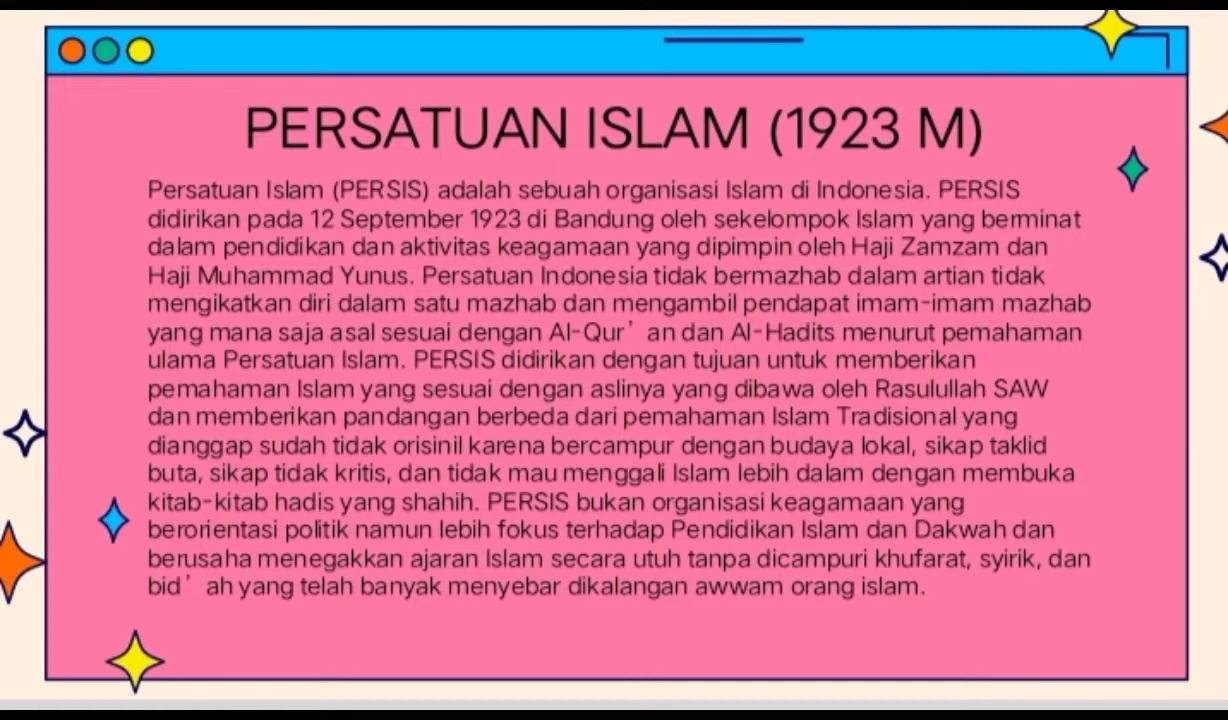 PERSATUAN ISLAM (1923 M)
Persatuan Islam (PERSIS) adalah sebuah organisasi Islam di Indonesia. PERSIS
didirikan pada 12 September 1923 di Bandung oleh sekelompok Islam yang berminat
dalam pendidikan dan aktivitas keagamaan yang dipimpin oleh Haji Zamzam dan
Haji Muhammad Yunus. Persatuan Indonesia tidak bermazhab dalam artian tidak
mengikatkan diri dalam satu mazhab dan mengambil pendapat imam-imam mazhab
yang mana saja asal sesuai dengan Al-Qur’ an dan Al-Hadits menurut pemahaman
ulama Persatuan Islam. PERSIS didirikan dengan tujuan untuk memberikan
pemahaman Islam yang sesuai dengan aslinya yang dibawa oleh Rasulullah SAW
dan memberikan pandangan berbeda dari pemahaman Islam Tradisional yang
dianggap sudah tidak orisinil karena bercampur dengan budaya lokal, sikap taklid
buta, sikap tidak kritis, dan tidak mau menggali Islam lebih dalam dengan membuka
kitab-kitab hadis yang shahih. PERSIS bukan organisasi keagamaan yang
berorientasi politik namun lebih fokus terhadap Pendidikan Islam dan Dakwah dan
berusaha menegakkan ajaran Islam secara utuh tanpa dicampuri khufarat, syirik, dan
bid’ ah yang telah banyak menyebar dikalangan awwam orang islam.